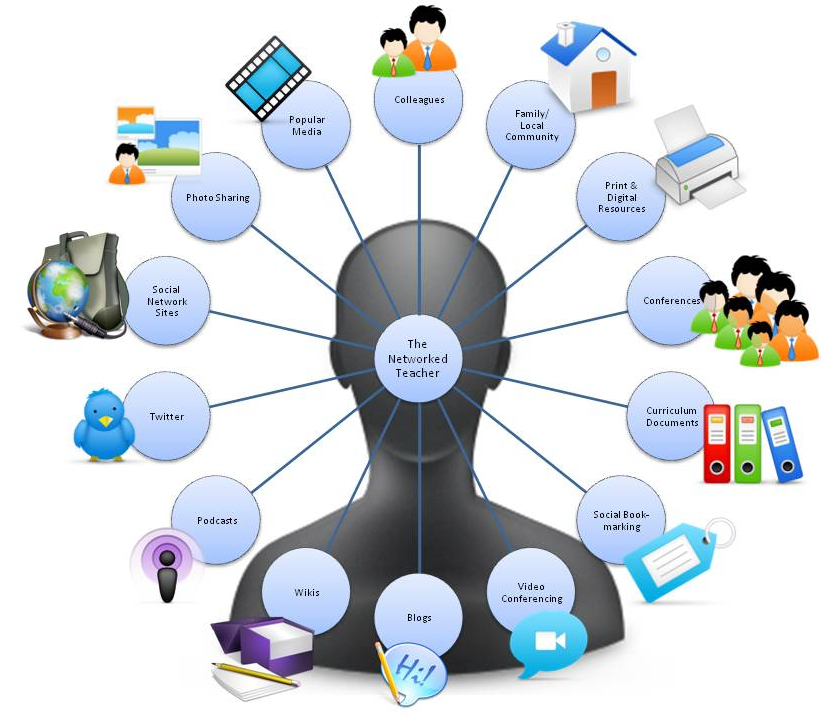 Colleagues
Family/
Local
Community
Popular
Media
Print &
Digital
Resources
Photo Sharing
Conferences
Social
Network
Sites
The
Networked
Teacher
Curriculum
Documents
Twitter
Social Book-
marking
Podcasts
Video
Conferencing
Wikis
Blogs
Hi!